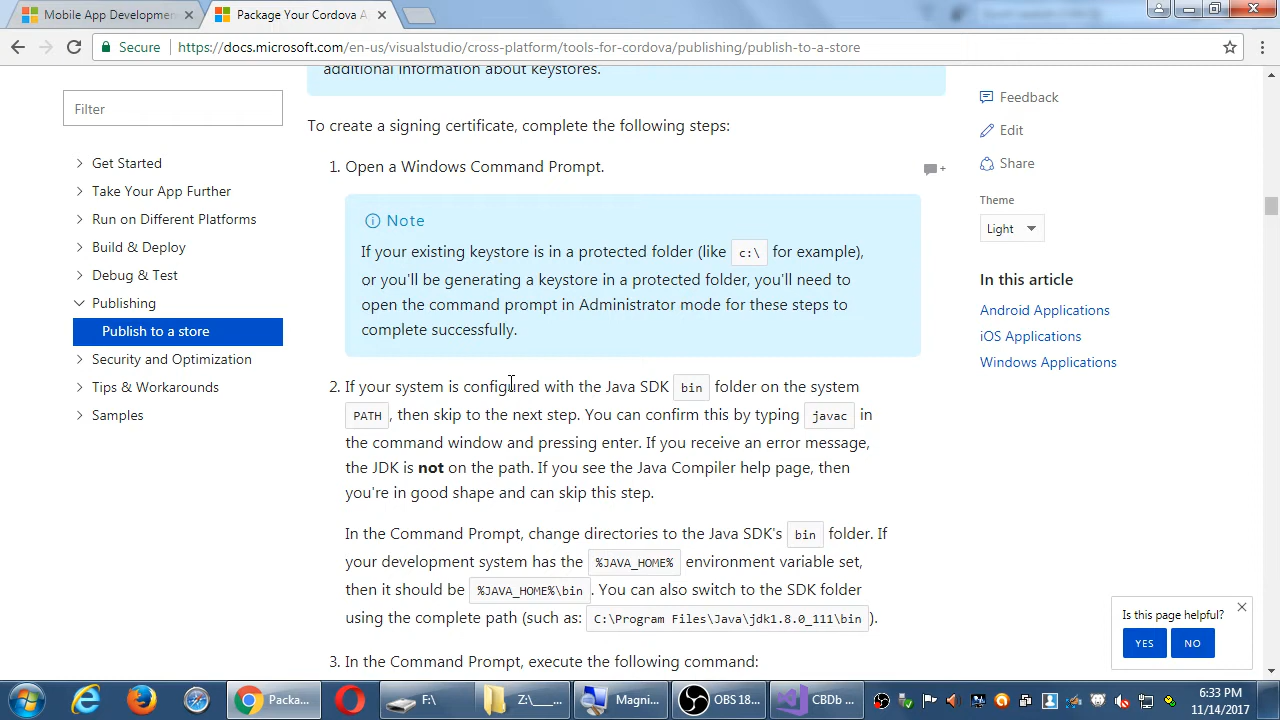 Mobile App Developmen
Package Your Cordova A
Secure
https://docs.microsoft.com/en-us/visualstudio/cross-platform/tools-for-cordova/publishing/publish-to-a-store
Filter
Get Started
Take Your App Further
Run on Different Platforms
Build & Deploy
Debug & Test
Publishing
Publish to a store
Security and Optimization
Tips & Workarounds
Samples
additional information about keystores.
To create a signing certificate, complete the following steps:
1. Open a Windows Command Prompt.
Note
If your existing keystore is in a protected folder (like c:\ for example),
or you'll be generating a keystore in a protected folder, you'll need to
open the command prompt in Administrator mode for these steps to
complete successfully.
2. If your system is configured with the Java SDK bin folder on the system
PATH, then skip to the next step. You can confirm this by typing javac in
the command window and pressing enter. If you receive an error message,
the JDK is not on the path. If you see the Java Compiler help page, then
you're in good shape and can skip this step.
In the Command Prompt, change directories to the Java SDK's bin folder. If
your development system has the %JAVA_HOME% environment variable set,
then it should be %JAVA_HOME%\bin. You can also switch to the SDK folder
using the complete path (such as: C:\Program Files\Java\jdk1.8.0_111\bin).
3. In the Command Prompt, execute the following command:
Feedback
Edit
Share
Theme
Light
In this article
Android Applications
iOS Applications
Windows Applications
Is this page helpful?
YES
NO
Packa...
F:\
Z:\___...
Magni...
OBS 18...
CBDb ...
6:33 PM
11/14/2017